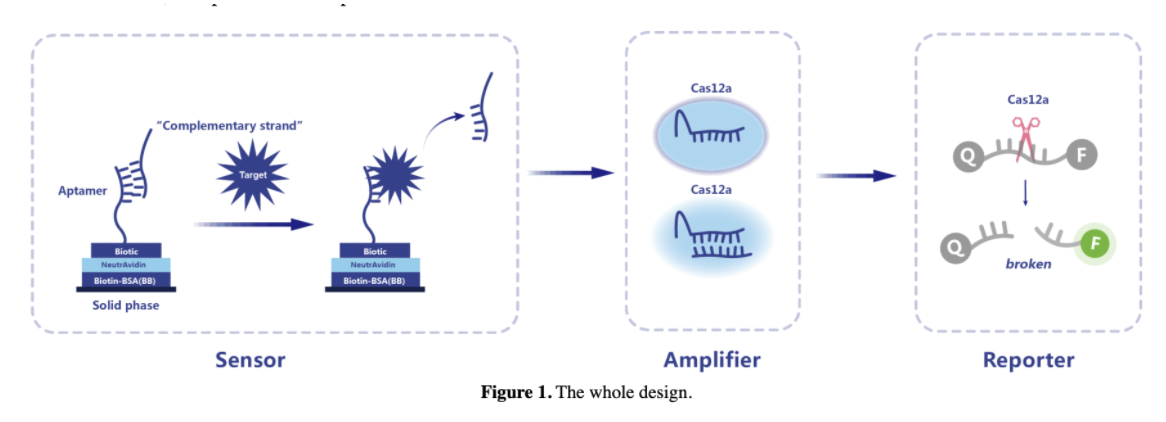 "Complementary strand"
Target
Aptamer
Biotic
NeutrAvidin
Biotin-BSA(BB)
Solid phase
Biotic
NeutrAvidin
Biotin-BSA(BB)
Sensor
Cas12a
Cas12a
Amplifier
Cas12a
Q
F
Q
F
broken
Reporter
Figure 1. The whole design.